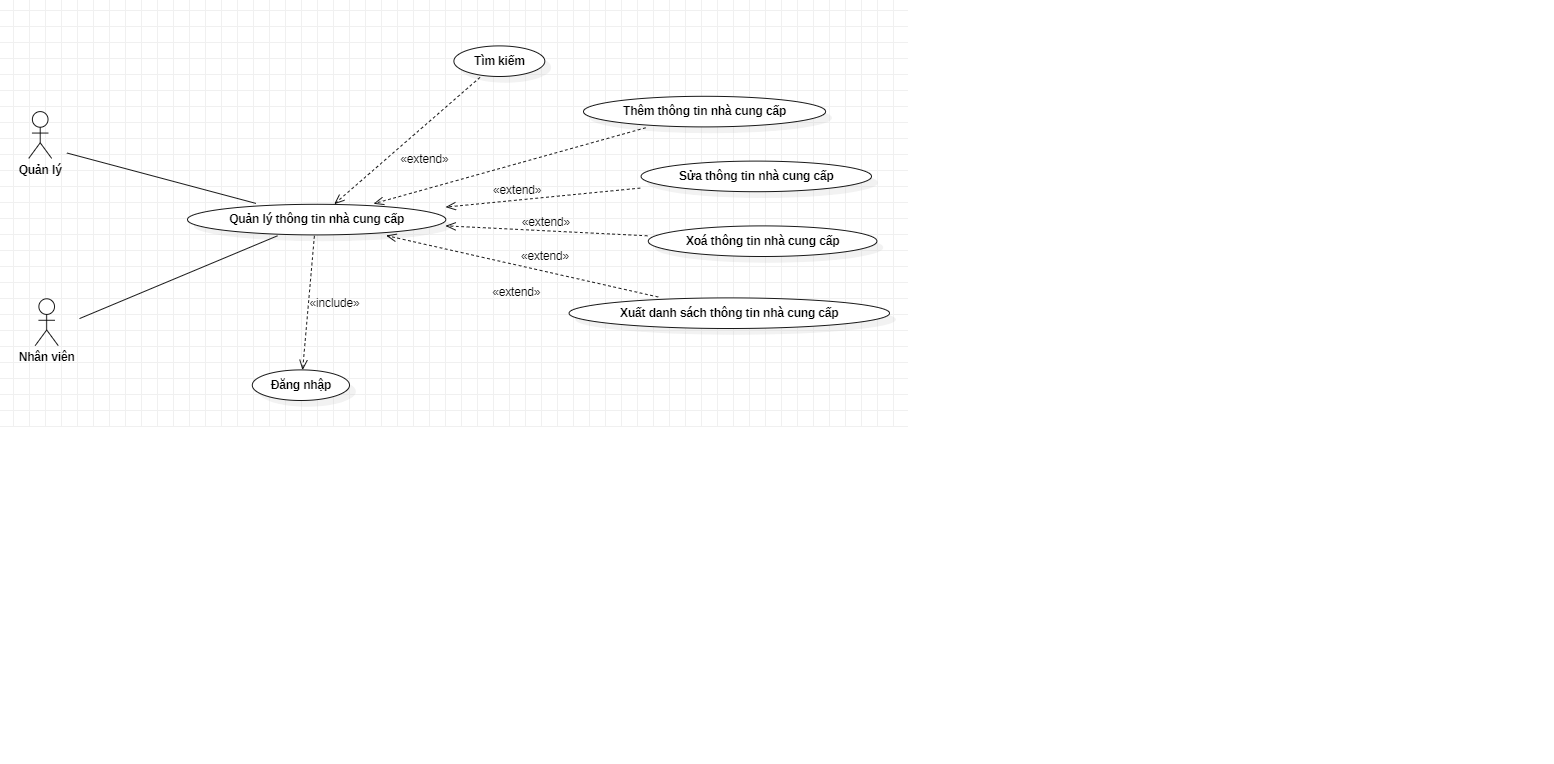 Tìm kiếm
Thêm thông tin nhà cung cấp
Quản lý
«extend»
Sửa thông tin nhà cung cấp
«extend»
Quản lý thông tin nhà cung cấp
«extend»
Xoá thông tin nhà cung cấp
«extend»
«extend»
«include»
Xuất danh sách thông tin nhà cung cấp
Nhân viên
Đăng nhập